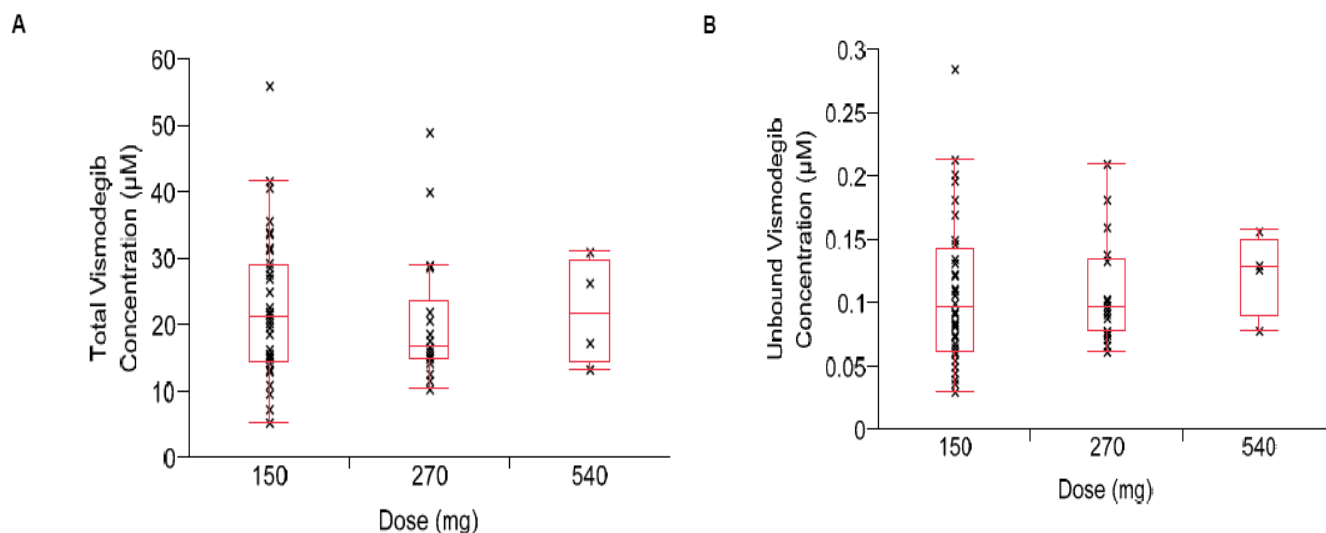 A
Total Vismodegib
Concentration (µM)
60
50
40
30
20
10
0
150 270 540
Dose (mg)
B
Unbound Vismodegib
Concentration (µM)
0.3
0.25
0.2
0.15
0.1
0.05
0
150 270 540
Dose (mg)